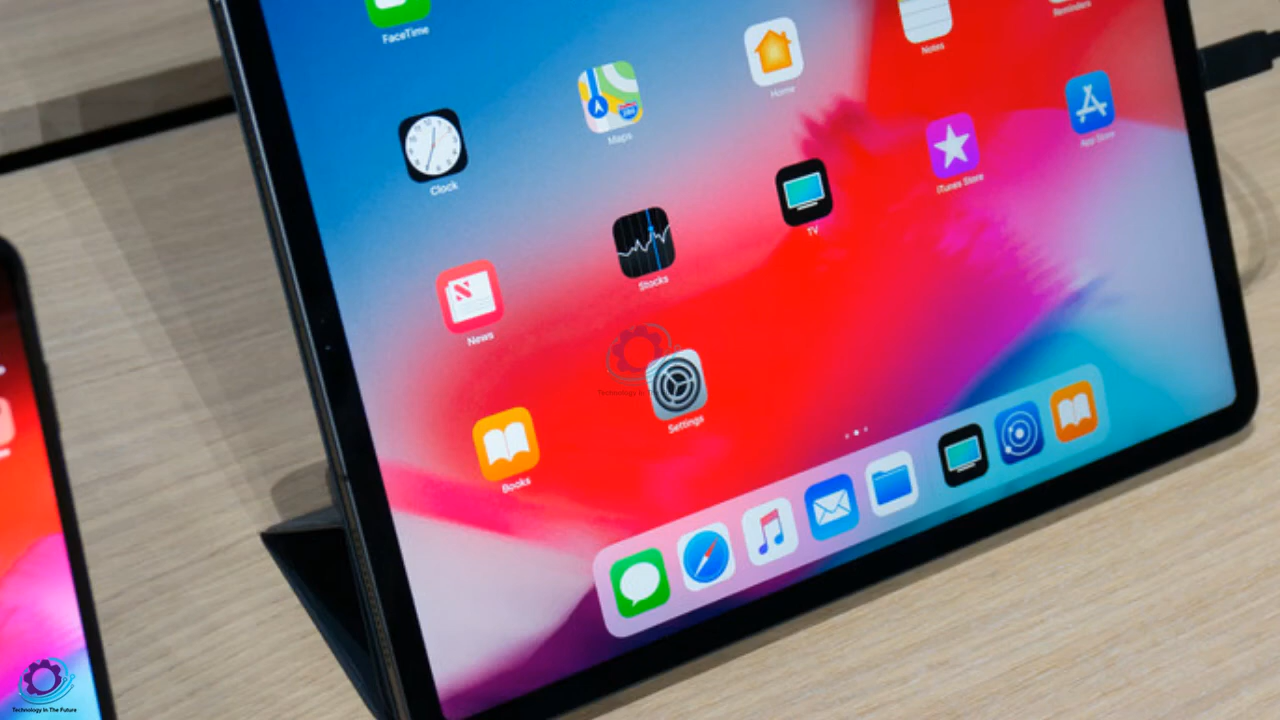 FaceTime
Clock
Maps
Home
Notes
Reminders
News
Stocks
TV
iTunes Store
App Store
Books
Settings
Technology In The
Technology In The Future